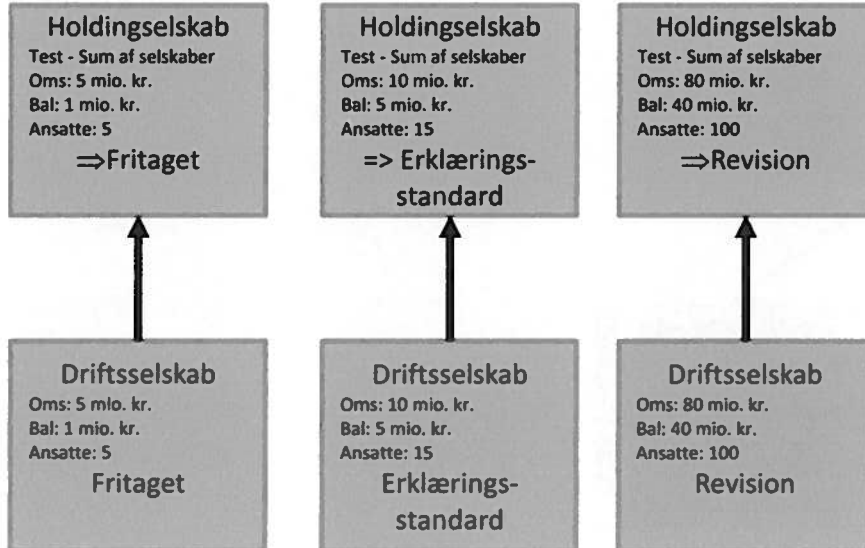 Holdingselskab
Test - Sum af selskaber
Oms: 5 mio. kr.
Bal: 1 mio. kr.
Ansatte: 5
⇒Fritaget
Holdingselskab
Test - Sum af selskaber
Oms: 10 mio. kr.
Bal: 5 mio. kr.
Ansatte: 15
=> Erklærings-
standard
Holdingselskab
Test - Sum af selskaber
Oms: 80 mio. kr.
Bal: 40 mio. kr.
Ansatte: 100
⇒Revision
Driftsselskab
Oms: 5 mio. kr.
Bal: 1 mio. kr.
Ansatte: 5
Fritaget
Driftsselskab
Oms: 10 mio. kr.
Bal: 5 mio. kr.
Ansatte: 15
Erklærings-
standard
Driftsselskab
Oms: 80 mio. kr.
Bal: 40 mio. kr.
Ansatte: 100
Revision